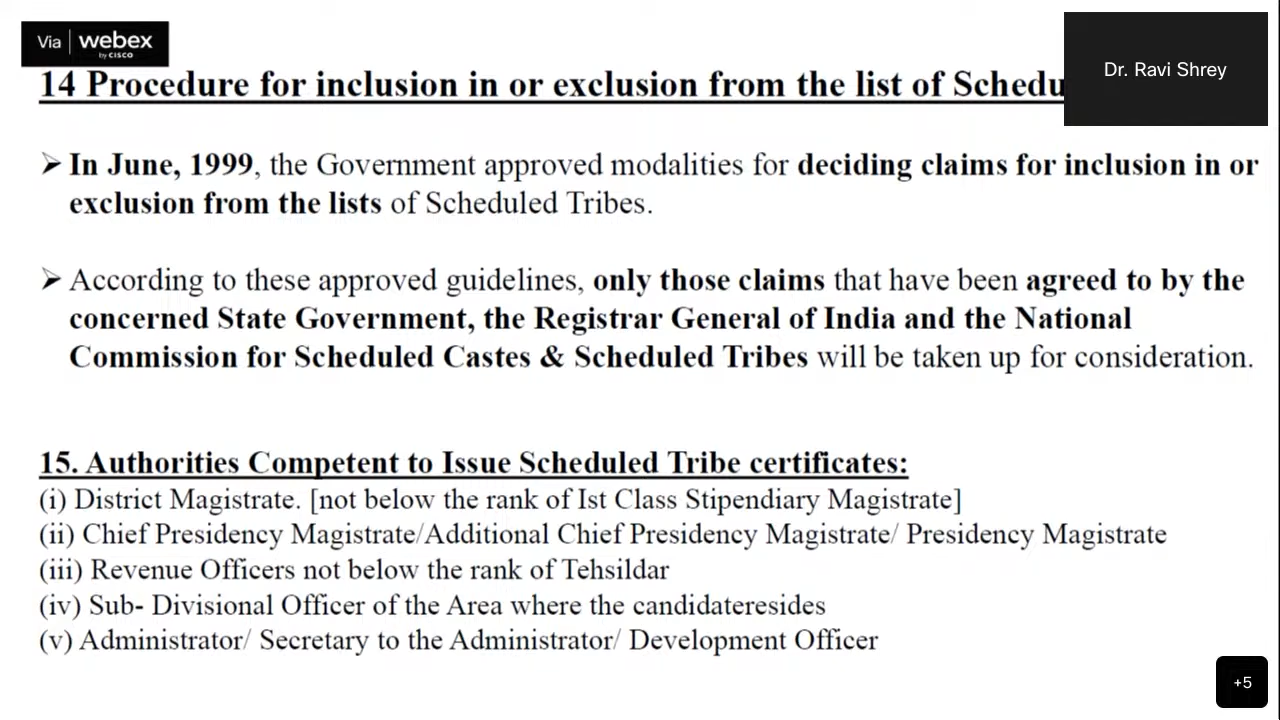 Via webex
by CISCO
Dr. Ravi Shrey
14 Procedure for inclusion in or exclusion from the list of Schedu
➢ In June, 1999, the Government approved modalities for deciding claims for inclusion in or
exclusion from the lists of Scheduled Tribes.
➢ According to these approved guidelines, only those claims that have been agreed to by the
concerned State Government, the Registrar General of India and the National
Commission for Scheduled Castes & Scheduled Tribes will be taken up for consideration.
15. Authorities Competent to Issue Scheduled Tribe certificates:
(i) District Magistrate. [not below the rank of Ist Class Stipendiary Magistrate]
(ii) Chief Presidency Magistrate/Additional Chief Presidency Magistrate/ Presidency Magistrate
(iii) Revenue Officers not below the rank of Tehsildar
(iv) Sub- Divisional Officer of the Area where the candidateresides
(v) Administrator/ Secretary to the Administrator/ Development Officer
+5